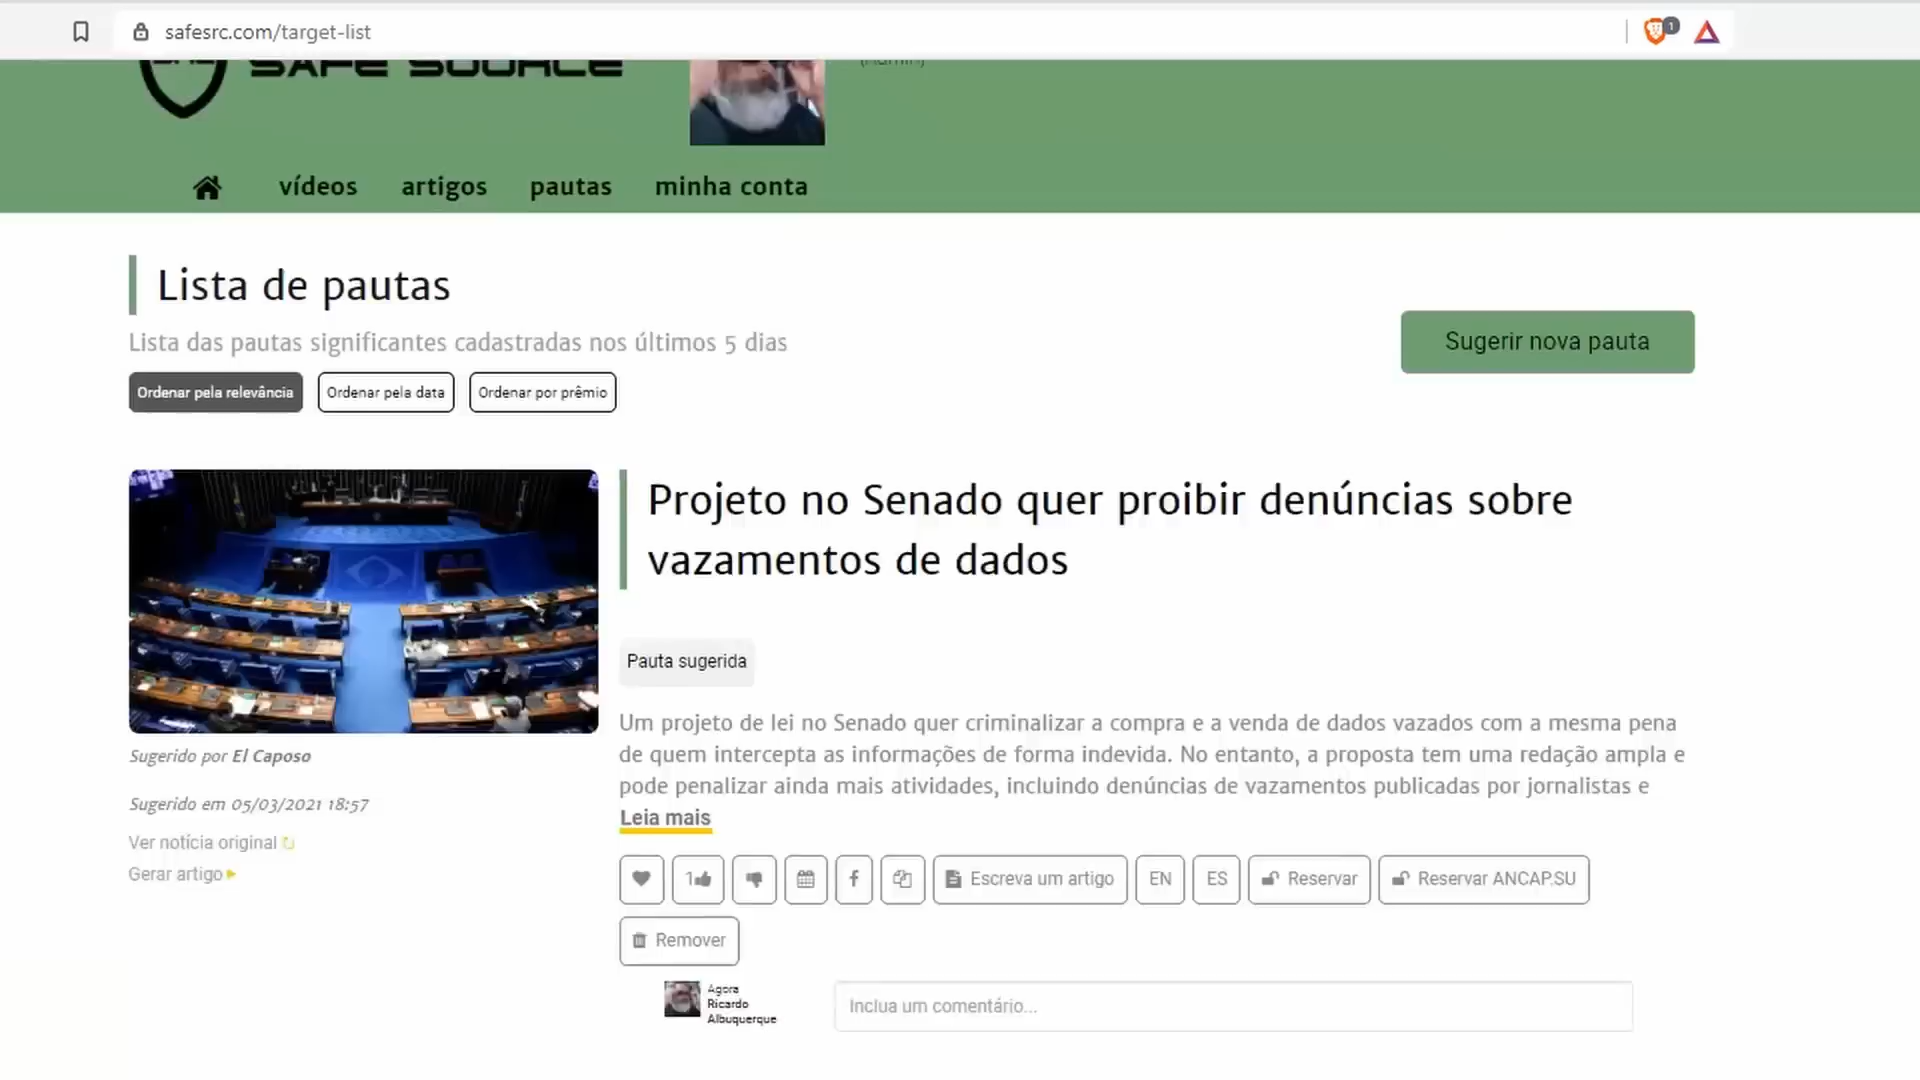 safesrc.com/target-list
1
SAFE SOURCE
(Admin)
vídeos artigos pautas minha conta
Lista de pautas
Lista das pautas significantes cadastradas nos últimos 5 dias
Sugerir nova pauta
Ordenar pela relevância Ordenar pela data Ordenar por prêmio
Projeto no Senado quer proibir denúncias sobre
vazamentos de dados
Pauta sugerida
Um projeto de lei no Senado quer criminalizar a compra e a venda de dados vazados com a mesma pena
de quem intercepta as informações de forma indevida. No entanto, a proposta tem uma redação ampla e
pode penalizar ainda mais atividades, incluindo denúncias de vazamentos publicadas por jornalistas e
Leia mais
Sugerido por El Caposo
Sugerido em 05/03/2021 18:57
Ver notícia original
Gerar artigo
1 Escreva um artigo EN ES Reservar Reservar ANCAP.SU
Remover
Agora
Ricardo
Albuquerque
Inclua um comentário...